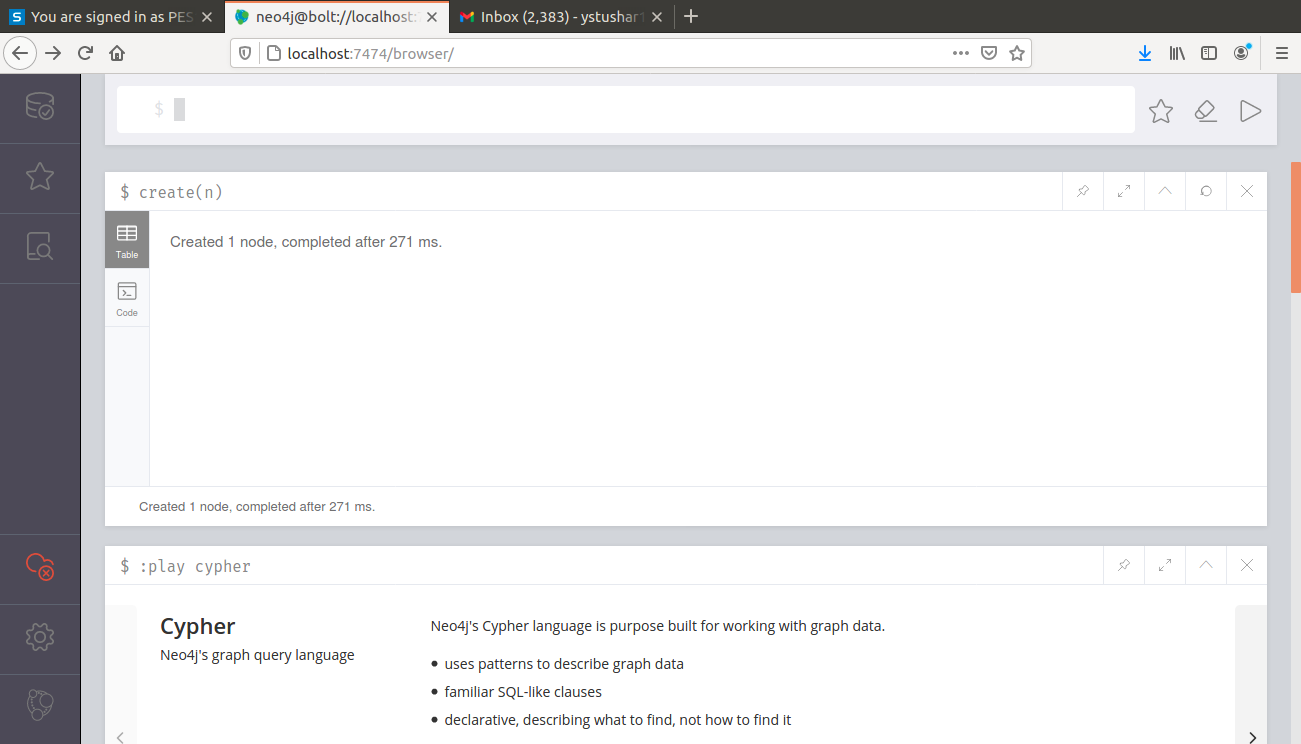 S You are signed in as PES
neo4j@bolt://localhost:
Inbox (2,383) - ystushar
localhost:7474/browser/
$
$ create(n)
Table
Created 1 node, completed after 271 ms.
Code
Created 1 node, completed after 271 ms.
$ :play cypher
Cypher
Neo4j's graph query language
Neo4j's Cypher language is purpose built for working with graph data.
• uses patterns to describe graph data
• familiar SQL-like clauses
• declarative, describing what to find, not how to find it